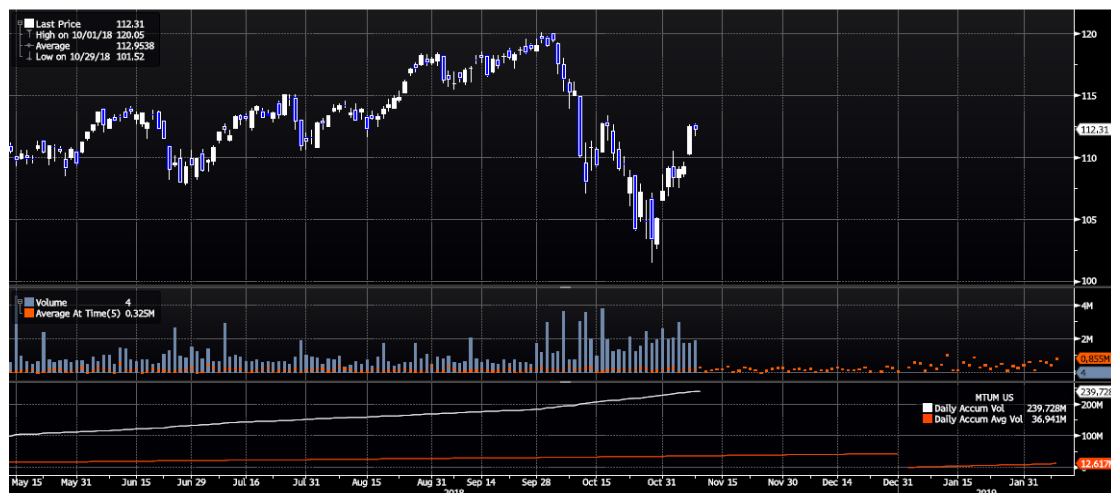 Last Price 112.31
High on 10/01/18 120.05
Average 112.9538
Low on 10/29/18 101.52
120
115
112.31
110
105
100
Volume 4
Average At Time(5) 0.325M
4M
2M
0.855M
4
MTUM US
Daily Accum Vol 239.728M
Daily Accum Avg Vol 36.941M
239.728M
200M
100M
12.617M
May 15 May 31 Jun 15 Jun 29 Jul 16 Jul 31 Aug 15 Aug 31 Sep 14 Sep 28 Oct 15 Oct 31 Nov 15 Nov 30 Dec 14 Dec 31 Jan 15 Jan 31